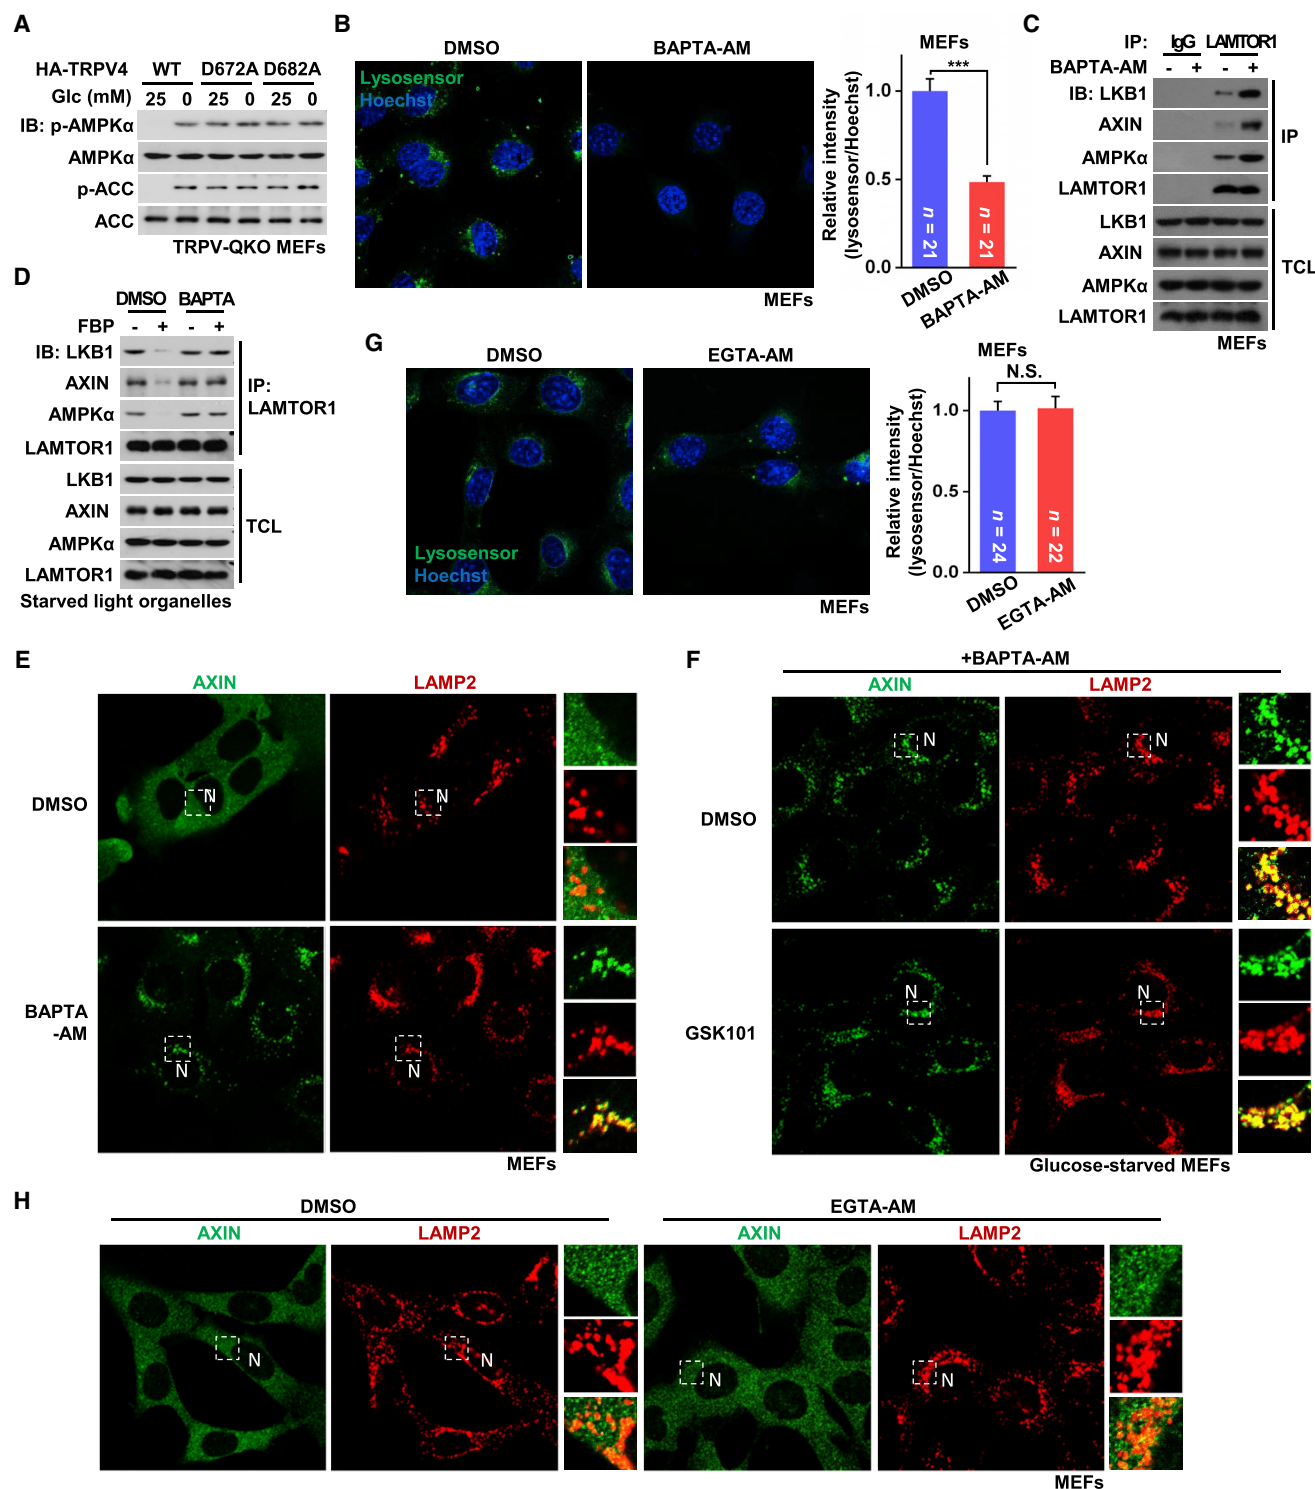 A
HA-TRPV4 WT D672A D682A
Glc (mM) 25 0 25 0 25 0
IB: p-AMPKα
AMPKα
p-ACC
ACC
TRPV-QKO MEFs
B
DMSO BAPTA-AM
Lysosensor
Hoechst
MEFs
MEFs
***
Relative intensity
(lysosensor/Hoechst)
1.0
0.5
0.0
n = 21 n = 21
DMSO BAPTA-AM
C
IP: IgG LAMTOR1
BAPTA-AM - + - +
IB: LKB1
AXIN
AMPKα
LAMTOR1
IP
LKB1
AXIN
AMPKα
LAMTOR1
TCL
MEFs
D
DMSO BAPTA
FBP - + - +
IB: LKB1
AXIN
AMPKα
LAMTOR1
IP:
LAMTOR1
LKB1
AXIN
AMPKα
LAMTOR1
TCL
Starved light organelles
G
DMSO EGTA-AM
Lysosensor
Hoechst
MEFs
MEFs
N.S.
Relative intensity
(lysosensor/Hoechst)
1.0
0.5
0.0
n = 24 n = 22
DMSO EGTA-AM
E
AXIN LAMP2
DMSO
N N
BAPTA
-AM
N N
MEFs
F
+BAPTA-AM
AXIN LAMP2
DMSO
N N
GSK101
N N
Glucose-starved MEFs
H
DMSO EGTA-AM
AXIN LAMP2 AXIN LAMP2
N N N N
MEFs